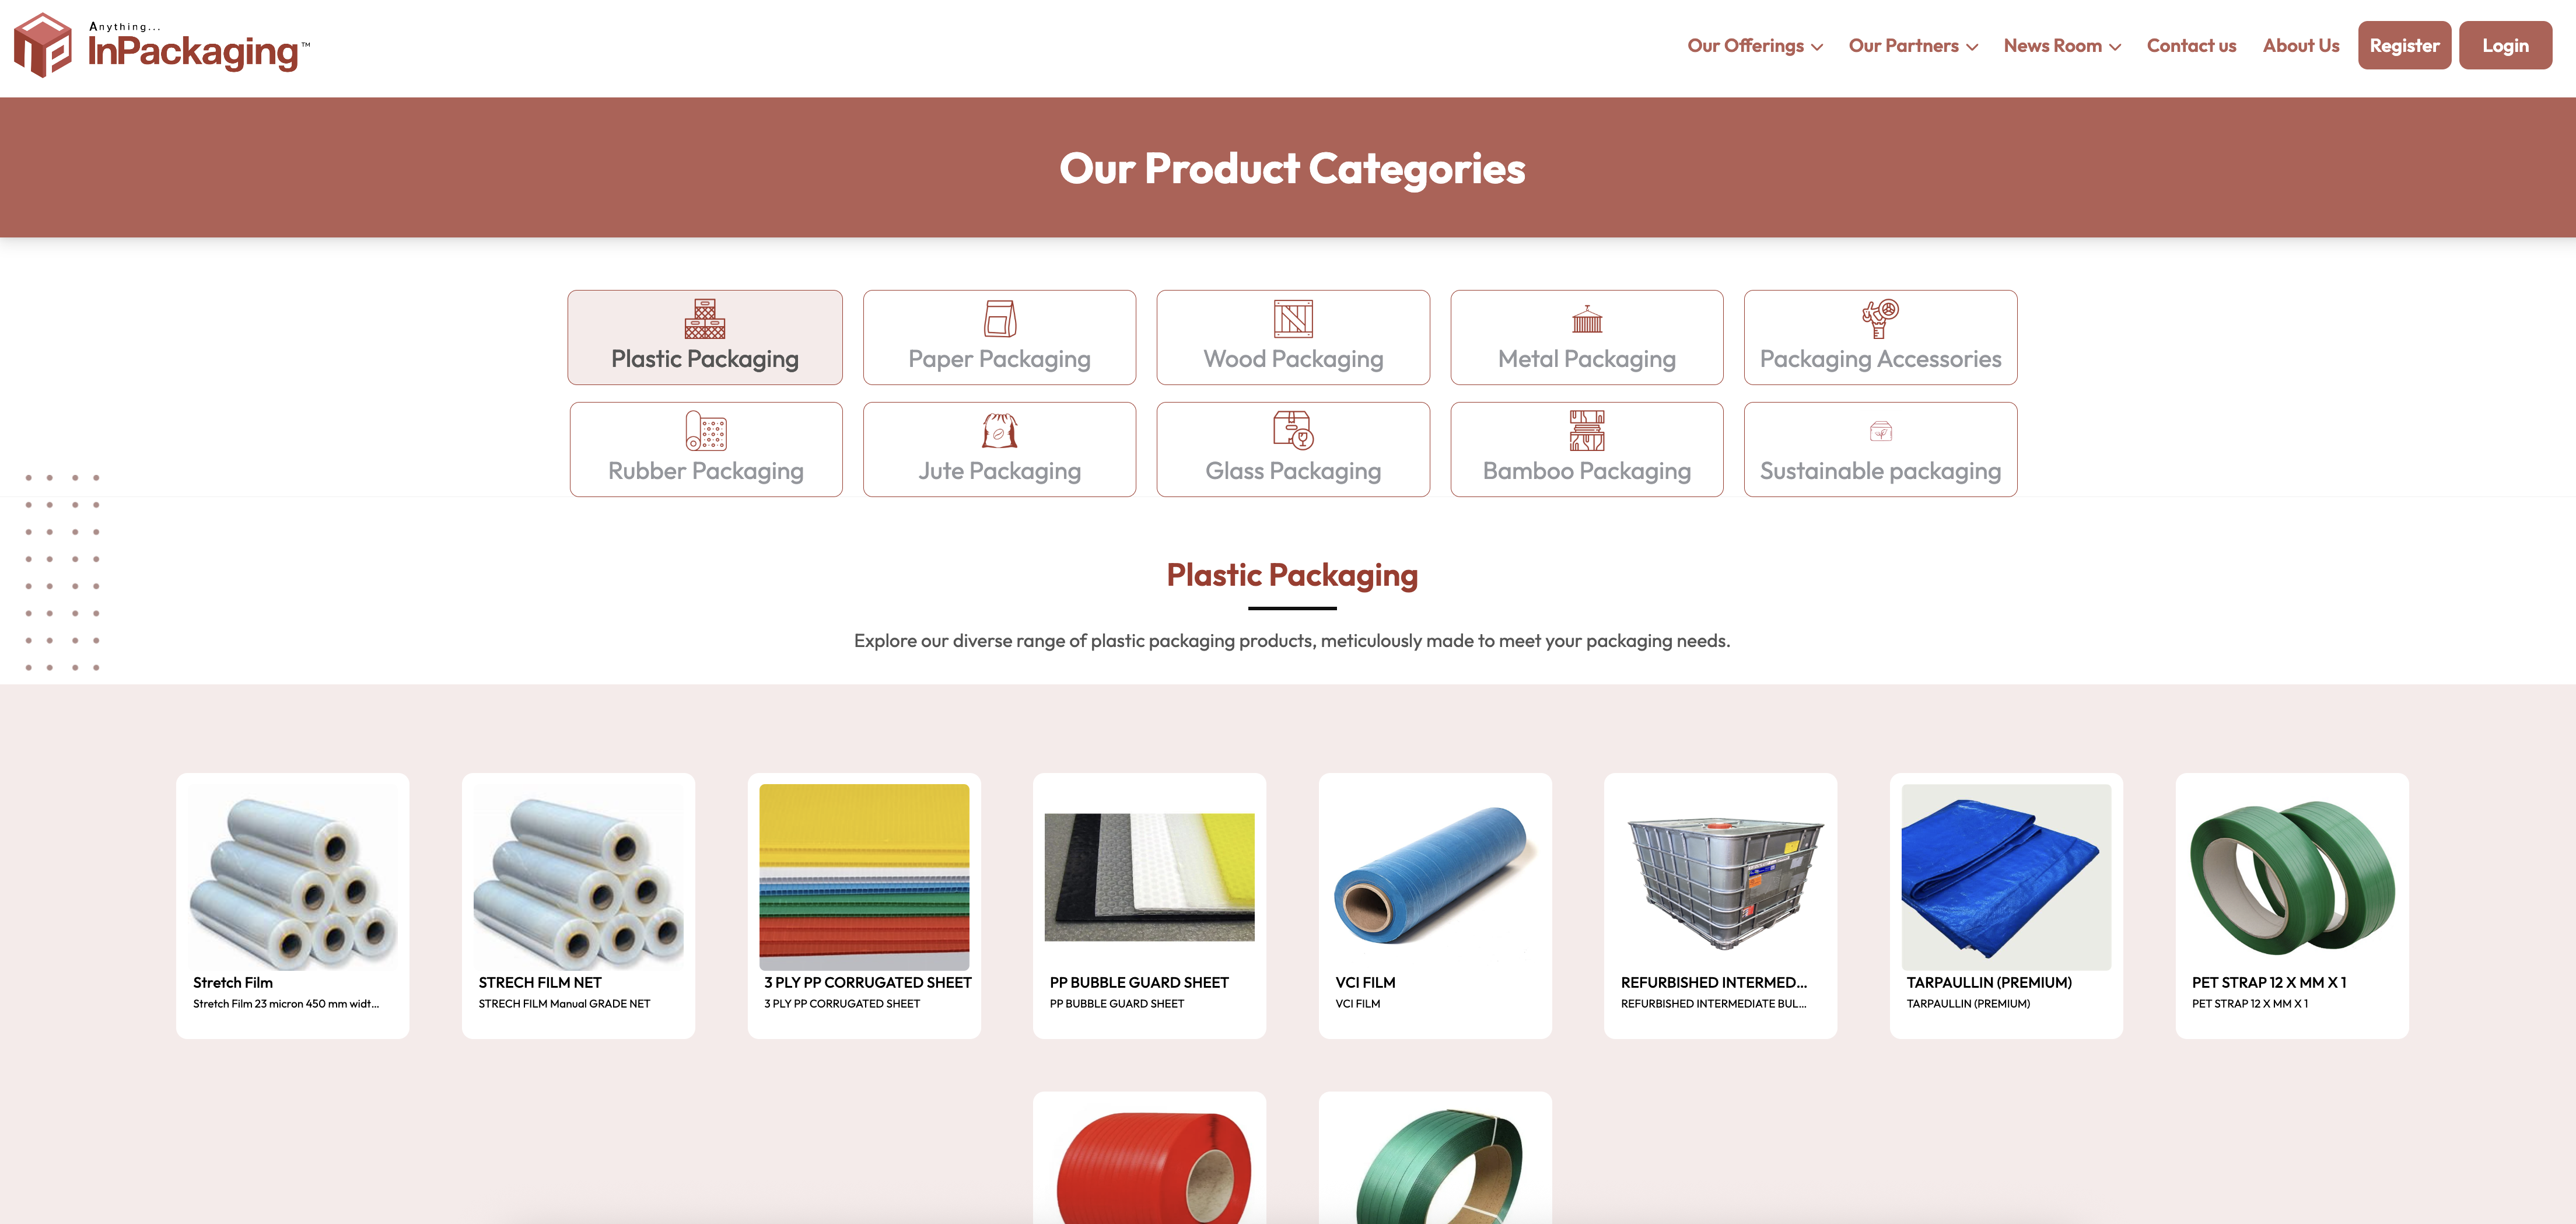 Anything...
InPackaging™
Our Offerings
Our Partners
News Room
Contact us
About Us
Register
Login
Our Product Categories
Plastic Packaging
Paper Packaging
Wood Packaging
Metal Packaging
Packaging Accessories
Rubber Packaging
Jute Packaging
Glass Packaging
Bamboo Packaging
Sustainable packaging
Plastic Packaging
Explore our diverse range of plastic packaging products, meticulously made to meet your packaging needs.
Stretch Film
Stretch Film 23 micron 450 mm widt...
STRECH FILM NET
STRECH FILM Manual GRADE NET
3 PLY PP CORRUGATED SHEET
3 PLY PP CORRUGATED SHEET
PP BUBBLE GUARD SHEET
PP BUBBLE GUARD SHEET
VCI FILM
VCI FILM
REFURBISHED INTERMED...
REFURBISHED INTERMEDIATE BUL...
TARPAULLIN (PREMIUM)
TARPAULLIN (PREMIUM)
PET STRAP 12 X MM X 1
PET STRAP 12 X MM X 1